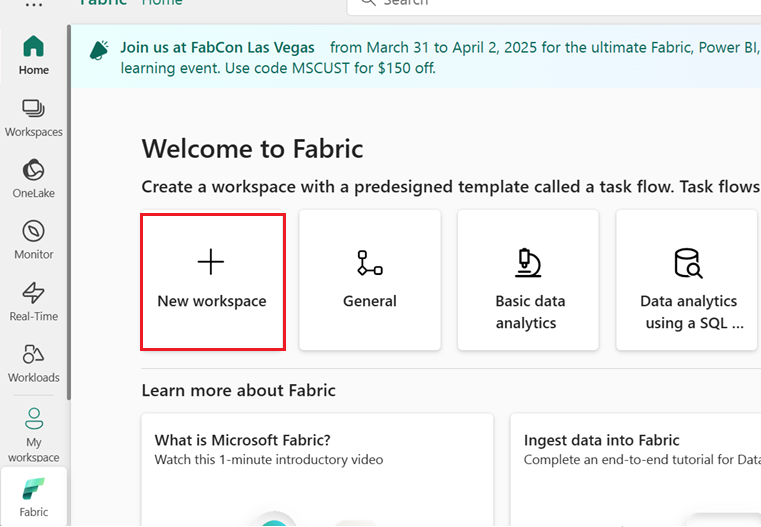 Fabric Home
Search
Home
Workspaces
OneLake
Monitor
Real-Time
Workloads
My
workspace
Fabric
Join us at FabCon Las Vegas from March 31 to April 2, 2025 for the ultimate Fabric, Power BI,
learning event. Use code MSCUST for $150 off.
Welcome to Fabric
Create a workspace with a predesigned template called a task flow. Task flows
New workspace
General
Basic data
analytics
Data analytics
using a SQL ...
Learn more about Fabric
What is Microsoft Fabric?
Watch this 1-minute introductory video
Ingest data into Fabric
Complete an end-to-end tutorial for Data